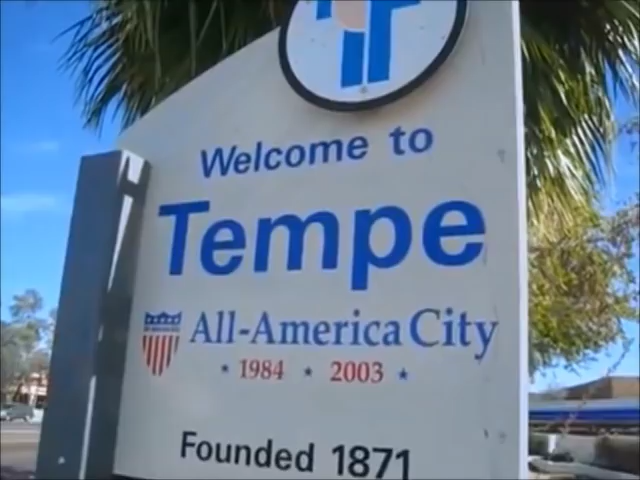 Welcome to
Tempe
All-America City
* 1984 * 2003 *
Founded 1871